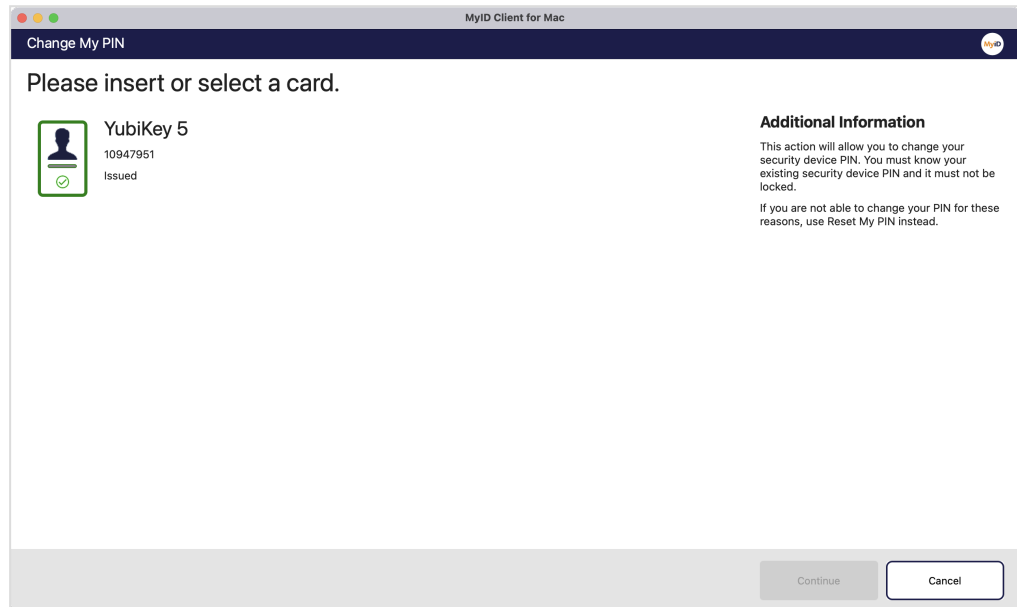 MyID Client for Mac
Change My PIN
MyID
Please insert or select a card.
YubiKey 5
10947951
Issued
Additional Information
This action will allow you to change your
security device PIN. You must know your
existing security device PIN and it must not be
locked.
If you are not able to change your PIN for these
reasons, use Reset My PIN instead.
Continue
Cancel